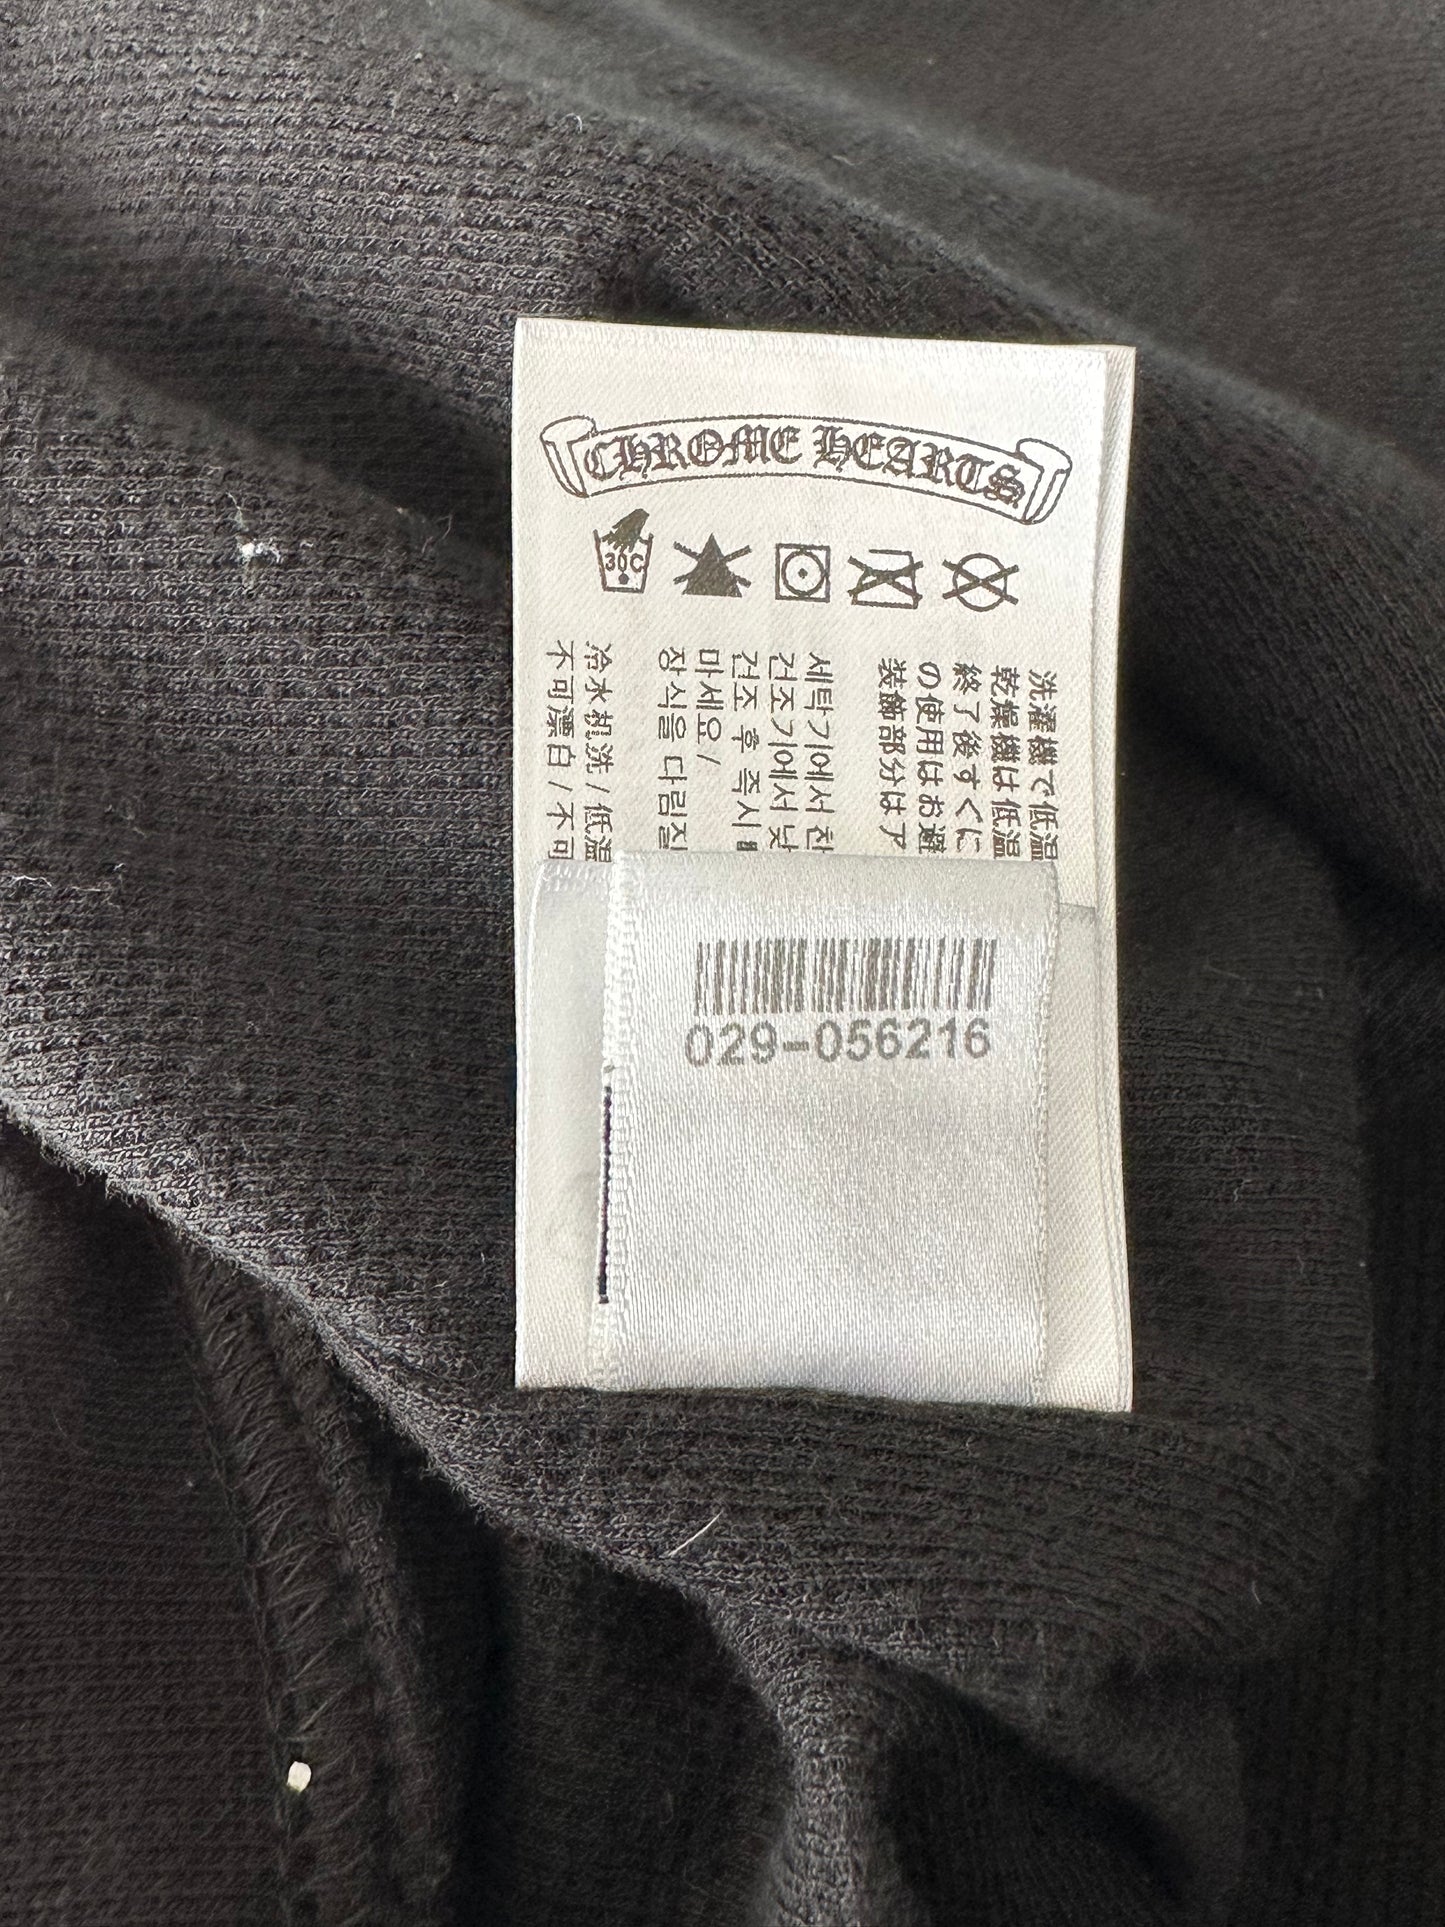 CHROME HEARTS
30C
洗濯機で低温
乾燥機は低温
終了後すぐに
の使用はお避
装飾部分はア
세탁기에서 찬
건조기에서 낮
건조 후 즉시
마세요/
장식을 다림질
冷水机洗 / 低温
不可漂白 / 不可
029-056216